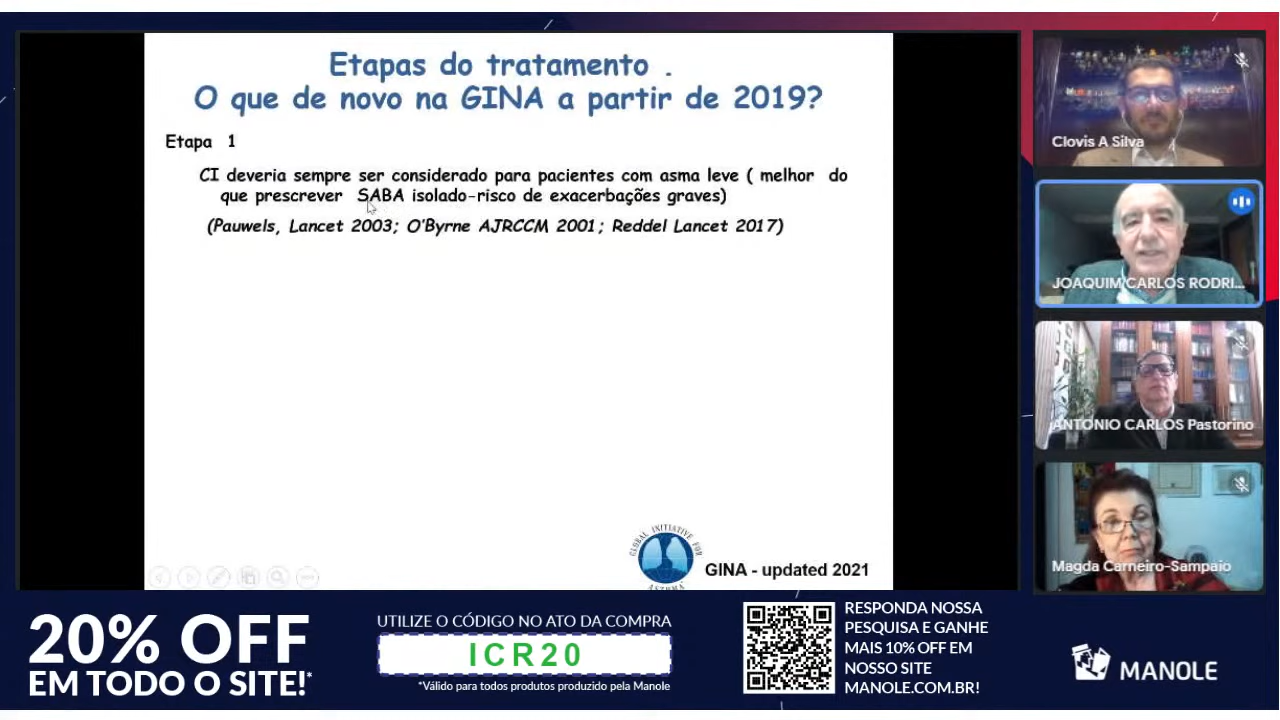 Etapas do tratamento .
O que de novo na GINA a partir de 2019?
Etapa 1
CI deveria sempre ser considerado para pacientes com asma leve ( melhor do
que prescrever SABA isolado-risco de exacerbações graves)
(Pauwels, Lancet 2003; O'Byrne AJRCCM 2001; Reddel Lancet 2017)
GLOBAL INITIATIVE FOR
ASTHMA
GINA - updated 2021
Clovis A Silva
JOAQUIM CARLOS RODRI...
ANTONIO CARLOS Pastorino
Magda Carneiro-Sampaio
20% OFF
EM TODO O SITE!*
UTILIZE O CÓDIGO NO ATO DA COMPRA
ICR20
*Válido para todos produtos produzido pela Manole
RESPONDA NOSSA
PESQUISA E GANHE
MAIS 10% OFF EM
NOSSO SITE
MANOLE.COM.BR!
MANOLE